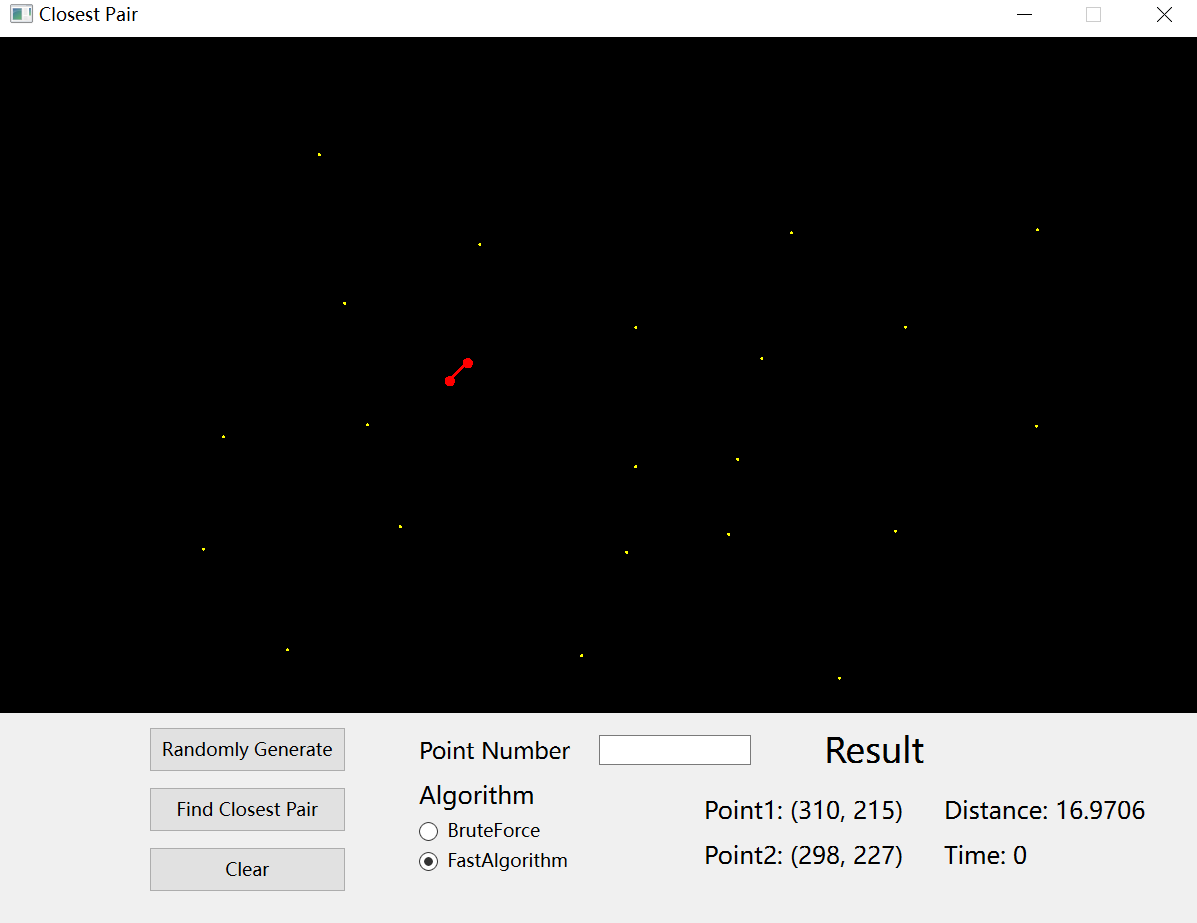 Closest Pair
Randomly Generate
Find Closest Pair
Clear
Point Number
Algorithm
BruteForce
FastAlgorithm
Result
Point1: (310, 215) Distance: 16.9706
Point2: (298, 227) Time: 0